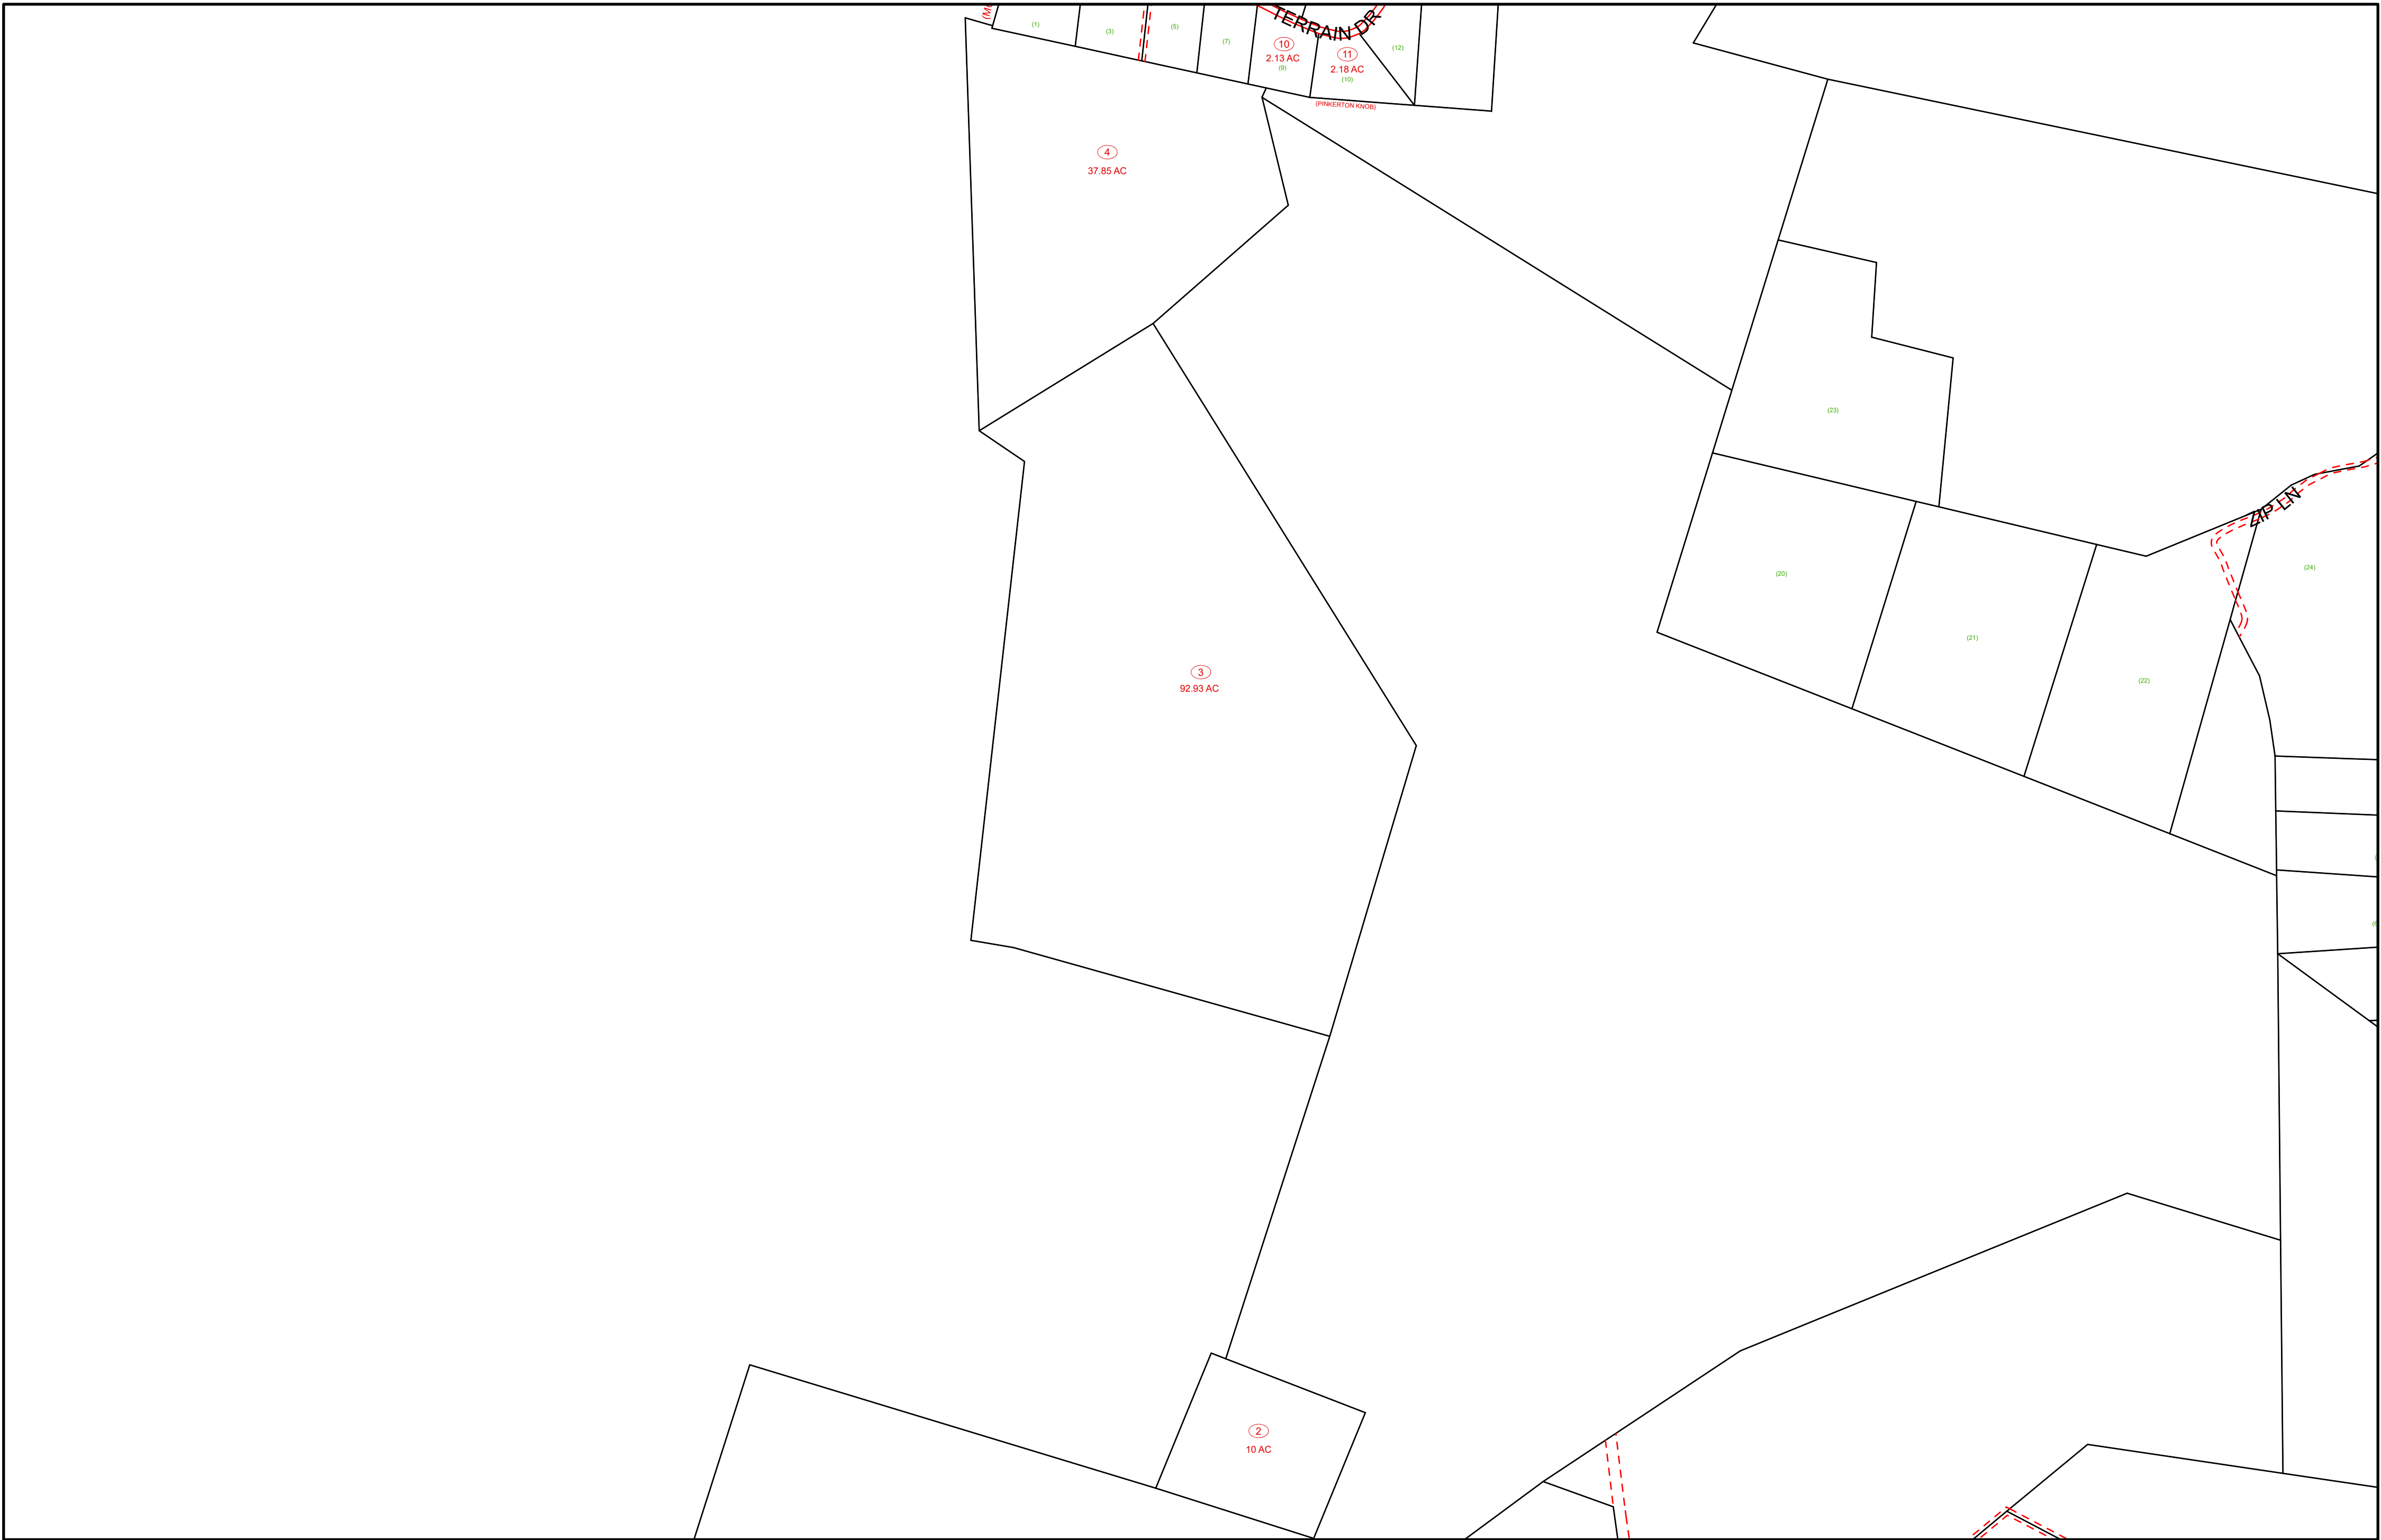 (1)
(3)
(5)
(7)
TERRAIN DR
10
2.13 AC
(9)
11
2.18 AC
(10)
(12)
(PINKERTON KNOB)
4
37.85 AC
(23)
ZIP LN
(24)
(20)
(21)
(22)
3
92.93 AC
2
10 AC